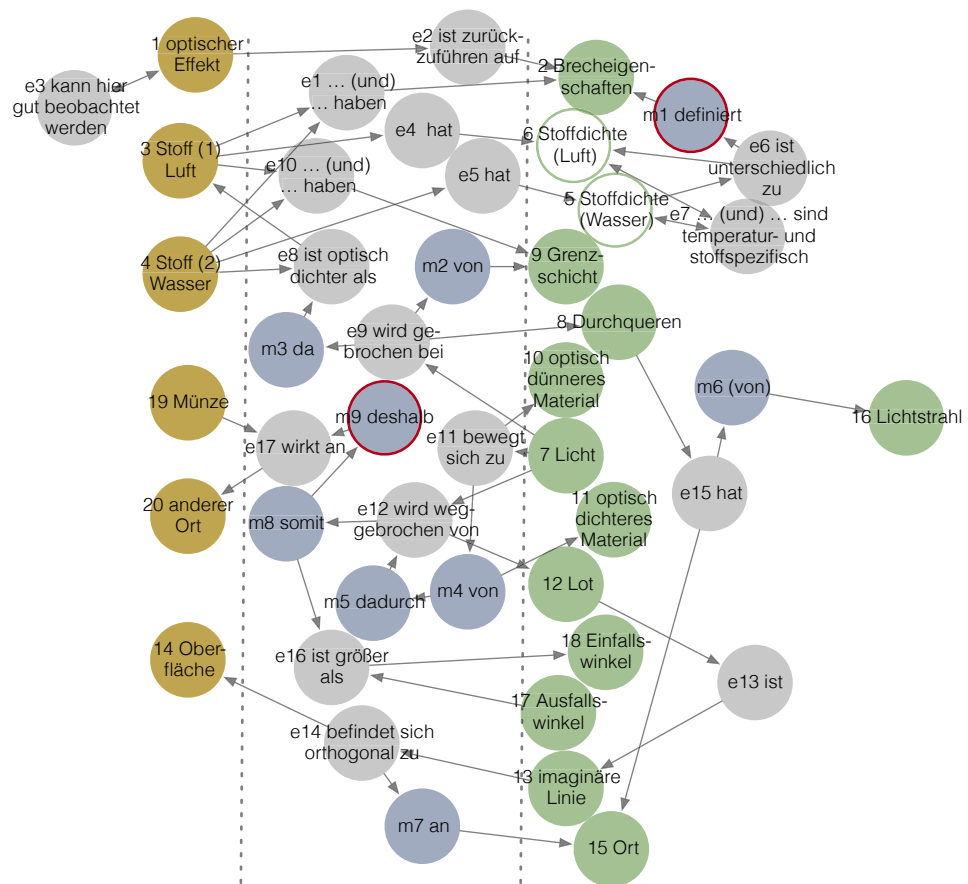 1 optischer
Effekt
e2 ist zurück-
zuführen auf
e3 kann hier
gut beobachtet
werden
e1 … (und)
… haben
2 Brecheigen-
schaften
m1 definiert
3 Stoff (1)
Luft
e4 hat
6 Stoffdichte
(Luft)
e6 ist
unterschiedlich
zu
e10 … (und)
… haben
e5 hat
5 Stoffdichte
(Wasser)
e7 … (und) … sind
temperatur- und
stoffspezifisch
4 Stoff (2)
Wasser
e8 ist optisch
dichter als
m2 von
9 Grenz-
schicht
m3 da
e9 wird ge-
brochen bei
8 Durchqueren
10 optisch
dünneres
Material
m6 (von)
16 Lichtstrahl
19 Münze
m9 deshalb
e17 wirkt an
e11 bewegt
sich zu
7 Licht
e15 hat
20 anderer
Ort
m8 somit
e12 wird weg-
gebrochen von
11 optisch
dichteres
Material
m5 dadurch
m4 von
12 Lot
14 Ober-
fläche
e16 ist größer
als
18 Einfalls-
winkel
e13 ist
17 Ausfalls-
winkel
e14 befindet sich
orthogonal zu
13 imaginäre
Linie
m7 an
15 Ort